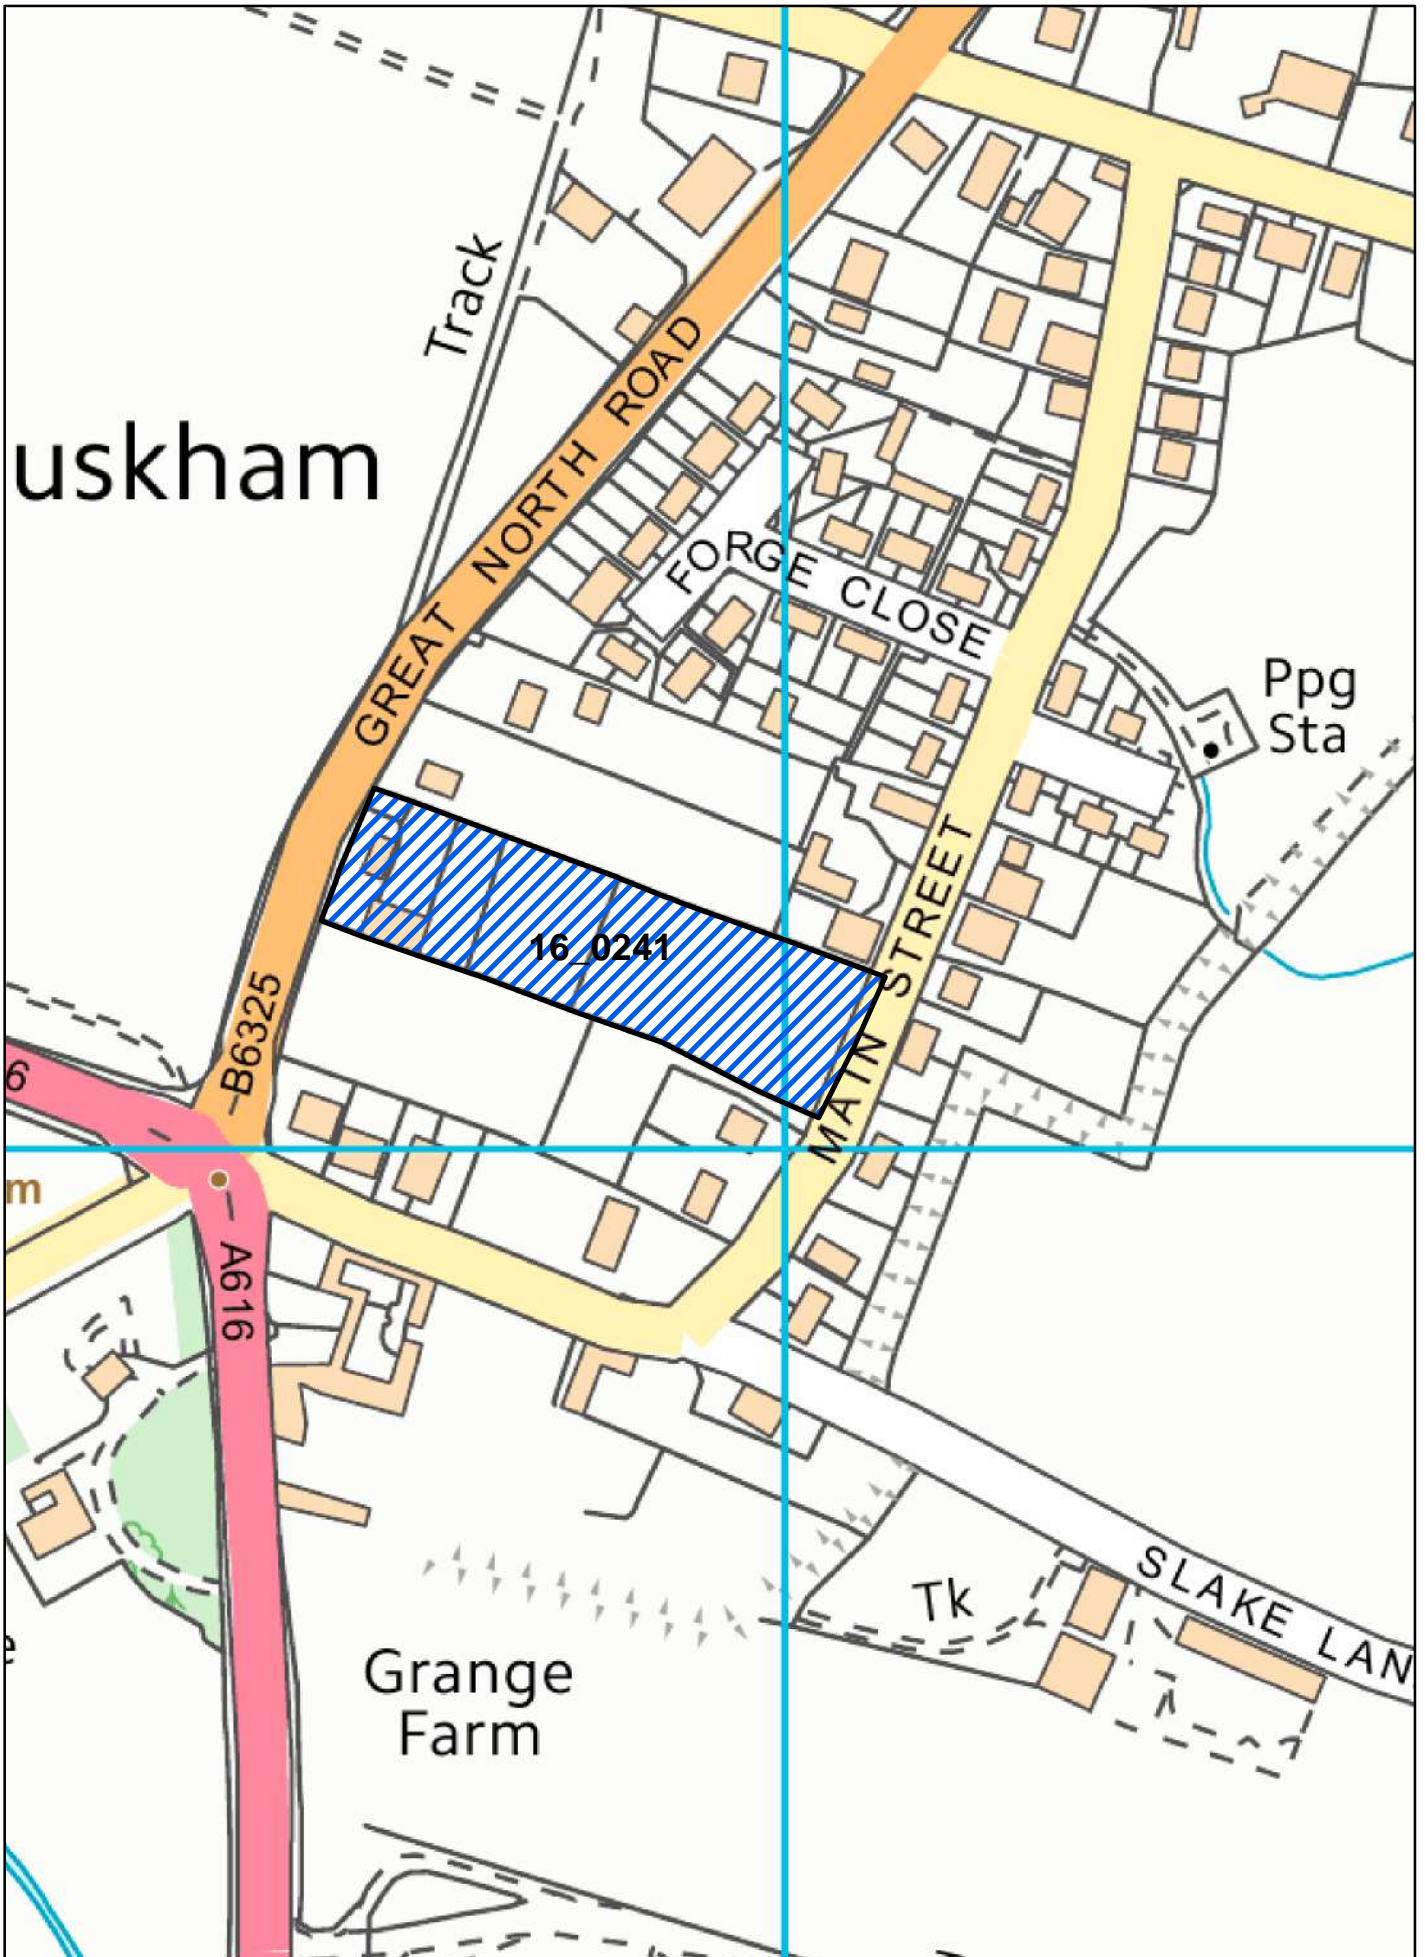 Track
uskham
GREAT NORTH ROAD
FORGE CLOSE
Ppg
Sta
16_0241
MAIN STREET
B6325
6
m
A616
SLAKE LAN
Tk
e
Grange
Farm